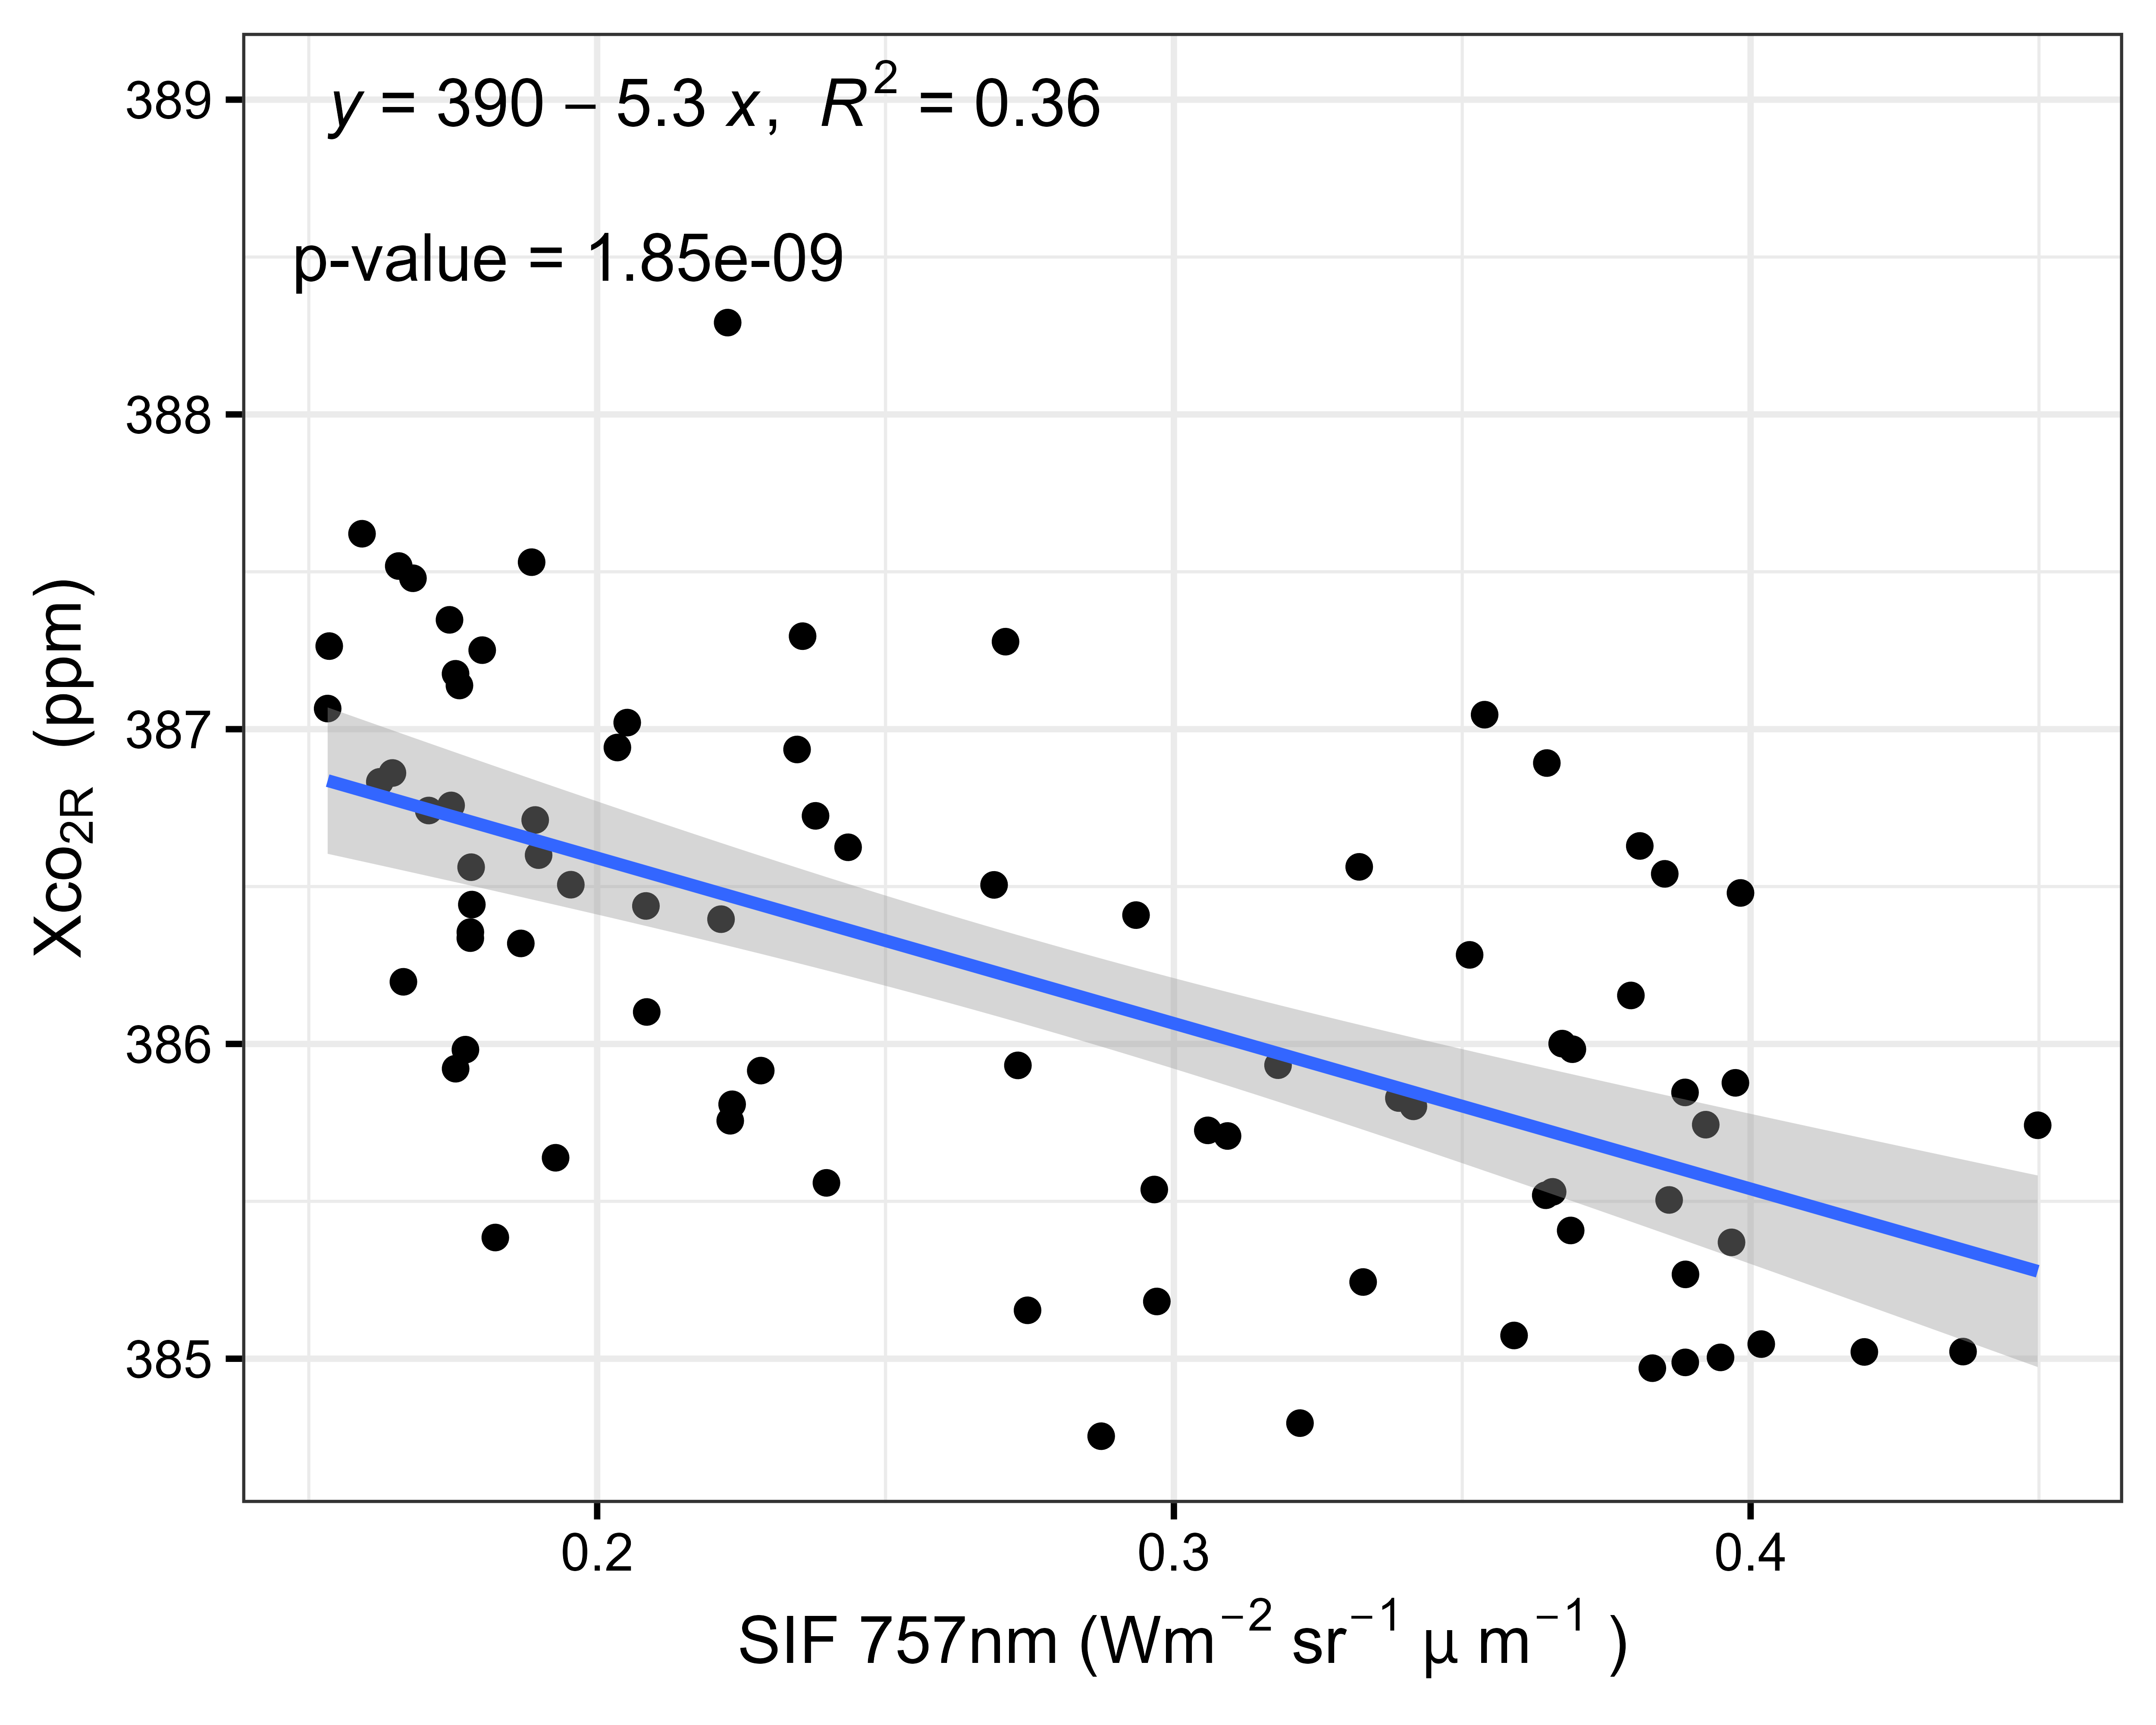 y = 390 − 5.3 x, R² = 0.36
p-value = 1.85e-09
389
388
387
386
385
Xco₂R (ppm)
0.2 0.3 0.4
SIF 757nm (Wm⁻² sr⁻¹ µ m⁻¹ )